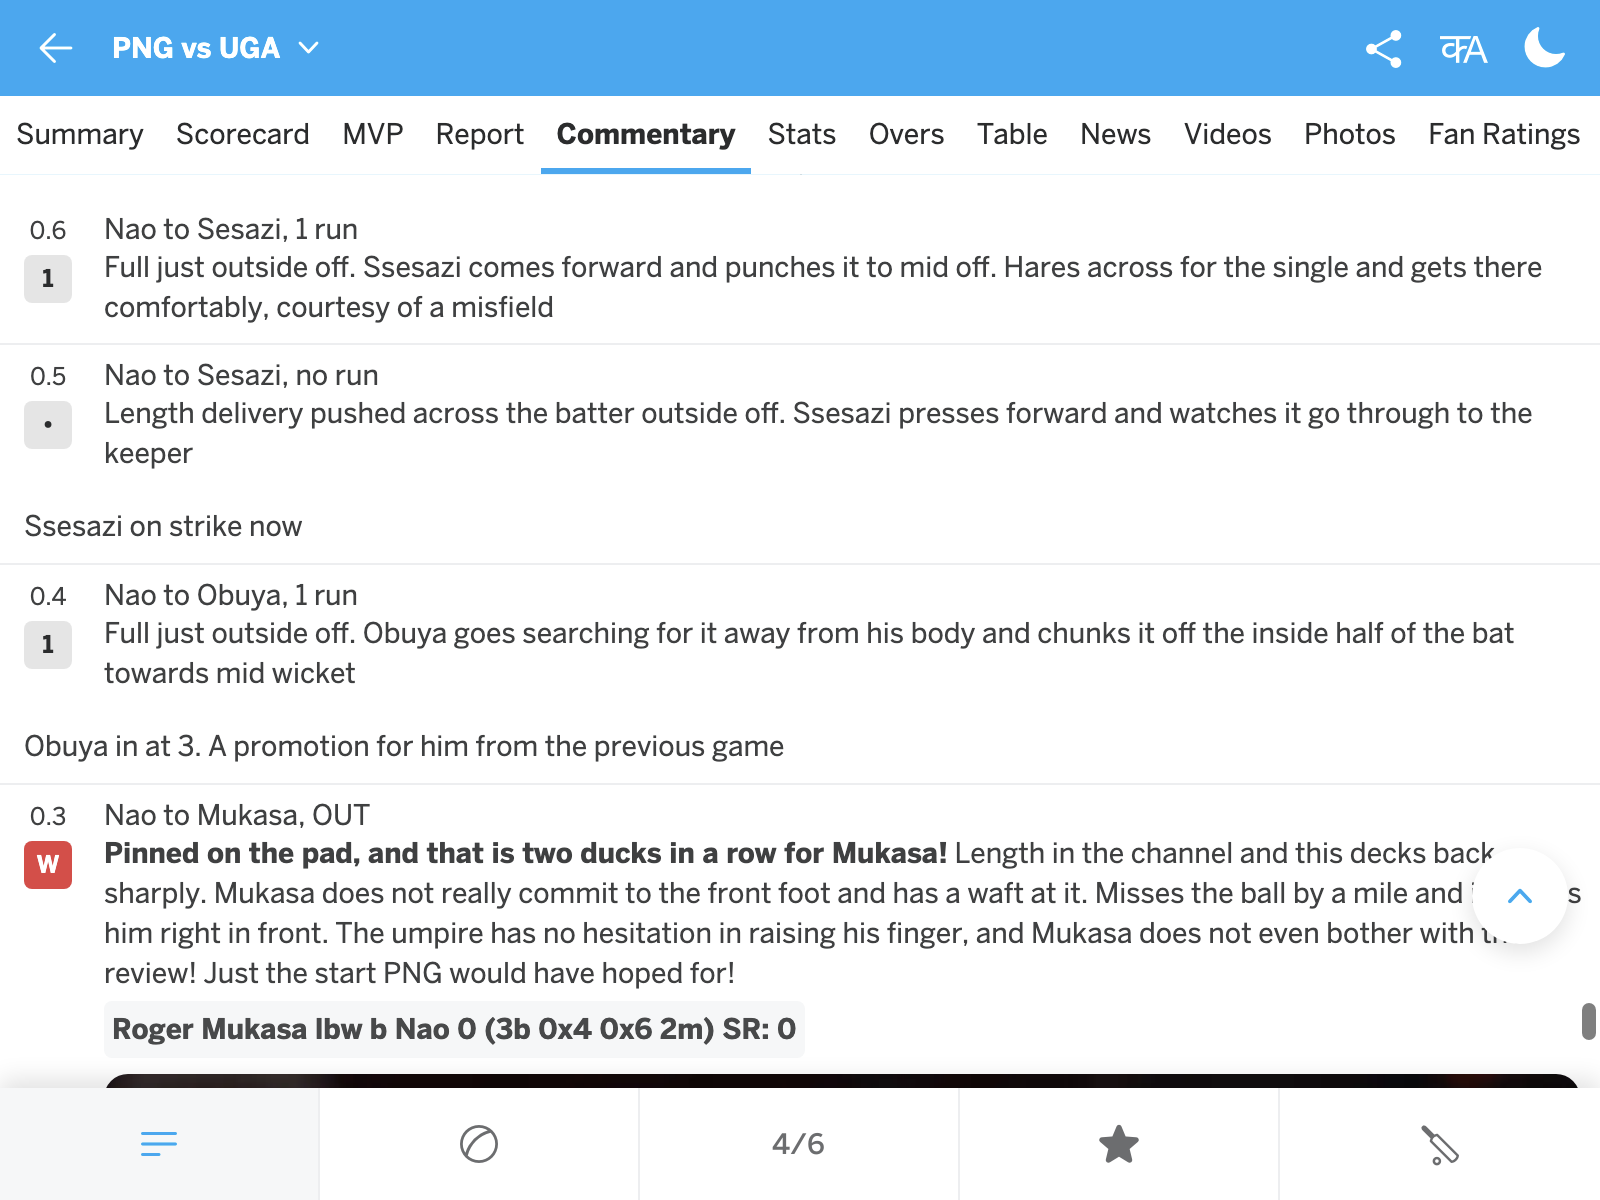 PNG vs UGA
क A
Summary Scorecard MVP Report Commentary Stats Overs Table News Videos Photos Fan Ratings
0.6 Nao to Sesazi, 1 run
1 Full just outside off. Ssesazi comes forward and punches it to mid off. Hares across for the single and gets there
comfortably, courtesy of a misfield
0.5 Nao to Sesazi, no run
• Length delivery pushed across the batter outside off. Ssesazi presses forward and watches it go through to the
keeper
Ssesazi on strike now
0.4 Nao to Obuya, 1 run
1 Full just outside off. Obuya goes searching for it away from his body and chunks it off the inside half of the bat
towards mid wicket
Obuya in at 3. A promotion for him from the previous game
0.3 Nao to Mukasa, OUT
W Pinned on the pad, and that is two ducks in a row for Mukasa! Length in the channel and this decks back
sharply. Mukasa does not really commit to the front foot and has a waft at it. Misses the ball by a mile and
him right in front. The umpire has no hesitation in raising his finger, and Mukasa does not even bother with
review! Just the start PNG would have hoped for!
Roger Mukasa lbw b Nao 0 (3b 0x4 0x6 2m) SR: 0
4/6